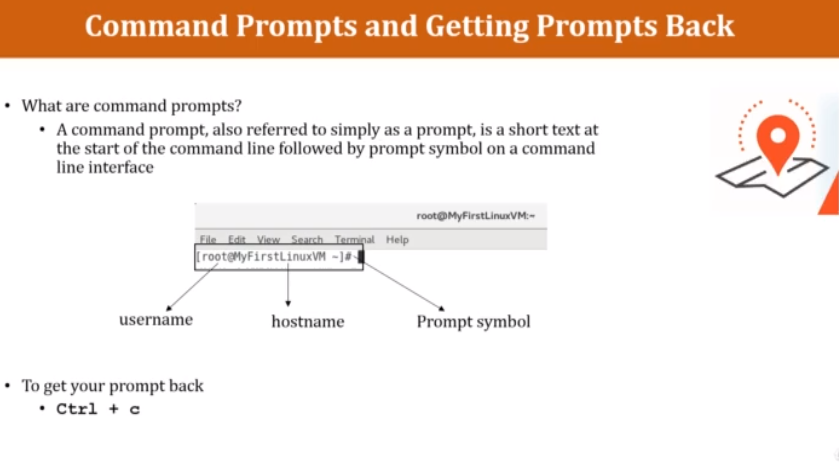 Command Prompts and Getting Prompts Back
• What are command prompts?
• A command prompt, also referred to simply as a prompt, is a short text at
the start of the command line followed by prompt symbol on a command
line interface
root@MyFirstLinuxVM:~
File Edit View Search Terminal Help
[root@MyFirstLinuxVM ~]#
username hostname Prompt symbol
• To get your prompt back
• Ctrl + c